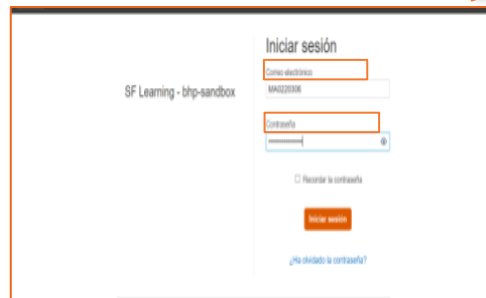 Iniciar sesión
Correo electrónico
SF Learning - bhp-sandbox
MA0220306
Contraseña
Recordar la contraseña
Iniciar sesión
¿Ha olvidado la contraseña?